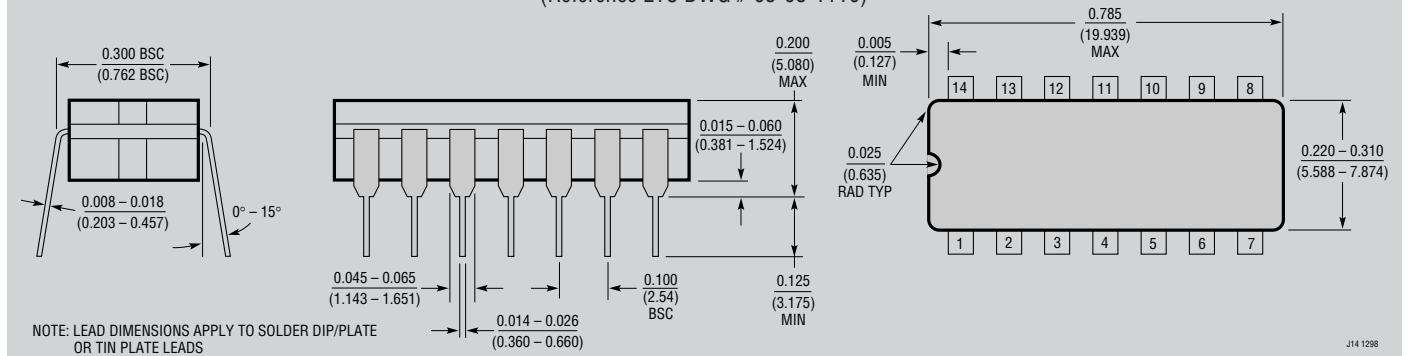 0.300 BSC
(0.762 BSC)
0.008 – 0.018
(0.203 – 0.457)
0° – 15°
NOTE: LEAD DIMENSIONS APPLY TO SOLDER DIP/PLATE
OR TIN PLATE LEADS
0.200
(5.080)
MAX
0.015 – 0.060
(0.381 – 1.524)
0.045 – 0.065
(1.143 – 1.651)
0.014 – 0.026
(0.360 – 0.660)
0.100
(2.54)
BSC
0.125
(3.175)
MIN
0.785
(19.939)
MAX
0.005
(0.127)
MIN
14 13 12 11 10 9 8
0.025
(0.635)
RAD TYP
0.220 – 0.310
(5.588 – 7.874)
1 2 3 4 5 6 7
J14 1298